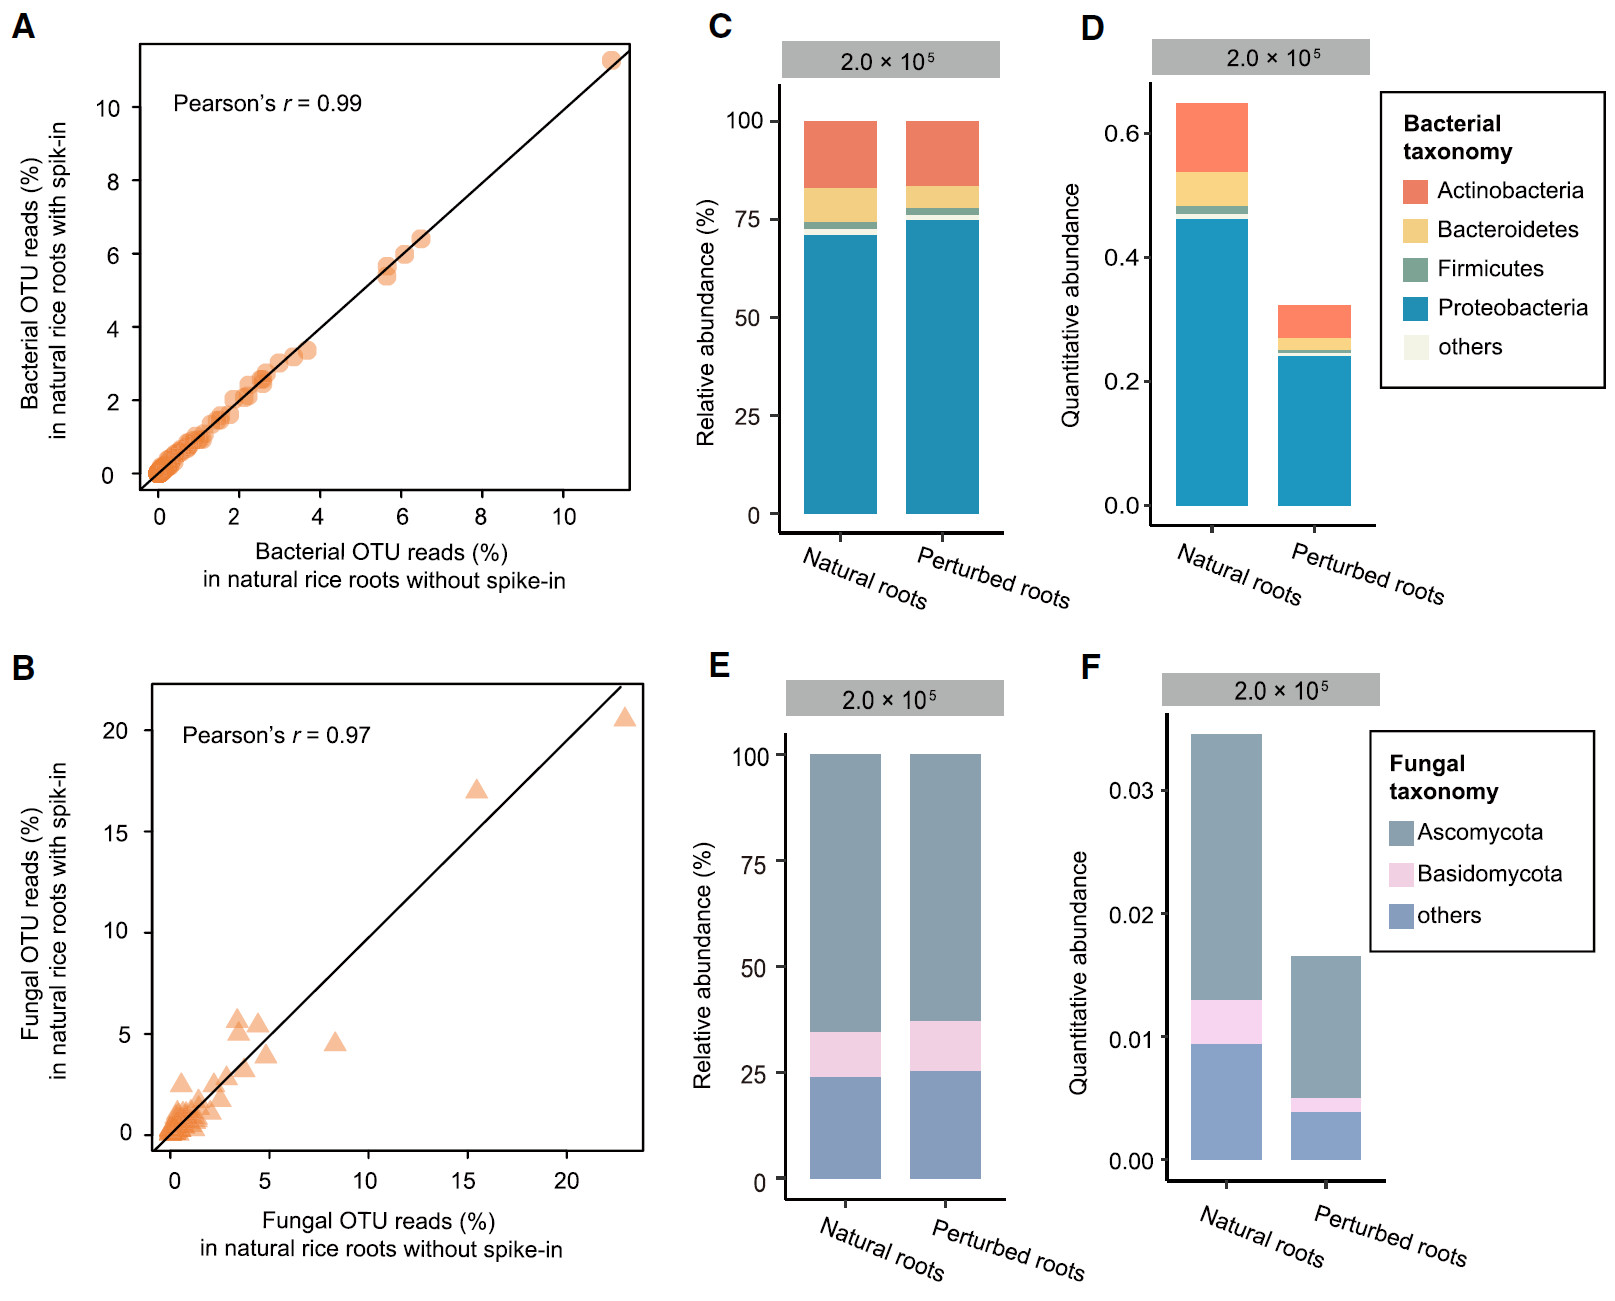 A
Pearson's r = 0.99
10
8
6
4
2
0
0 2 4 6 8 10
Bacterial OTU reads (%)
in natural rice roots with spik-in
Bacterial OTU reads (%)
in natural rice roots without spike-in
C
2.0 × 10⁵
100
75
50
25
0
Relative abundance (%)
Natural roots
Perturbed roots
D
2.0 × 10⁵
0.6
0.4
0.2
0.0
Quantitative abundance
Natural roots
Perturbed roots
Bacterial
taxonomy
Actinobacteria
Bacteroidetes
Firmicutes
Proteobacteria
others
B
Pearson's r = 0.97
20
15
10
5
0
0 5 10 15 20
Fungal OTU reads (%)
in natural rice roots with spik-in
Fungal OTU reads (%)
in natural rice roots without spike-in
E
2.0 × 10⁵
100
75
50
25
0
Relative abundance (%)
Natural roots
Perturbed roots
F
2.0 × 10⁵
0.03
0.02
0.01
0.00
Quantitative abundance
Natural roots
Perturbed roots
Fungal
taxonomy
Ascomycota
Basidomycota
others